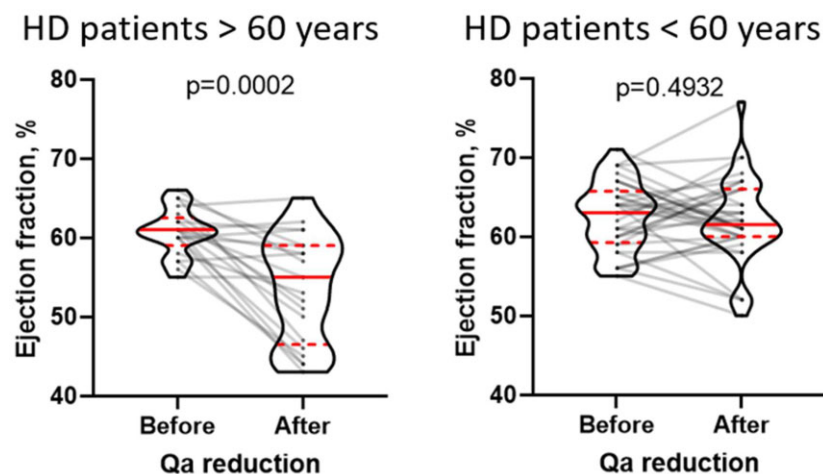 HD patients > 60 years
p=0.0002
Ejection fraction, %
80
70
60
50
40
Before After
Qa reduction
HD patients < 60 years
p=0.4932
Ejection fraction, %
80
70
60
50
40
Before After
Qa reduction